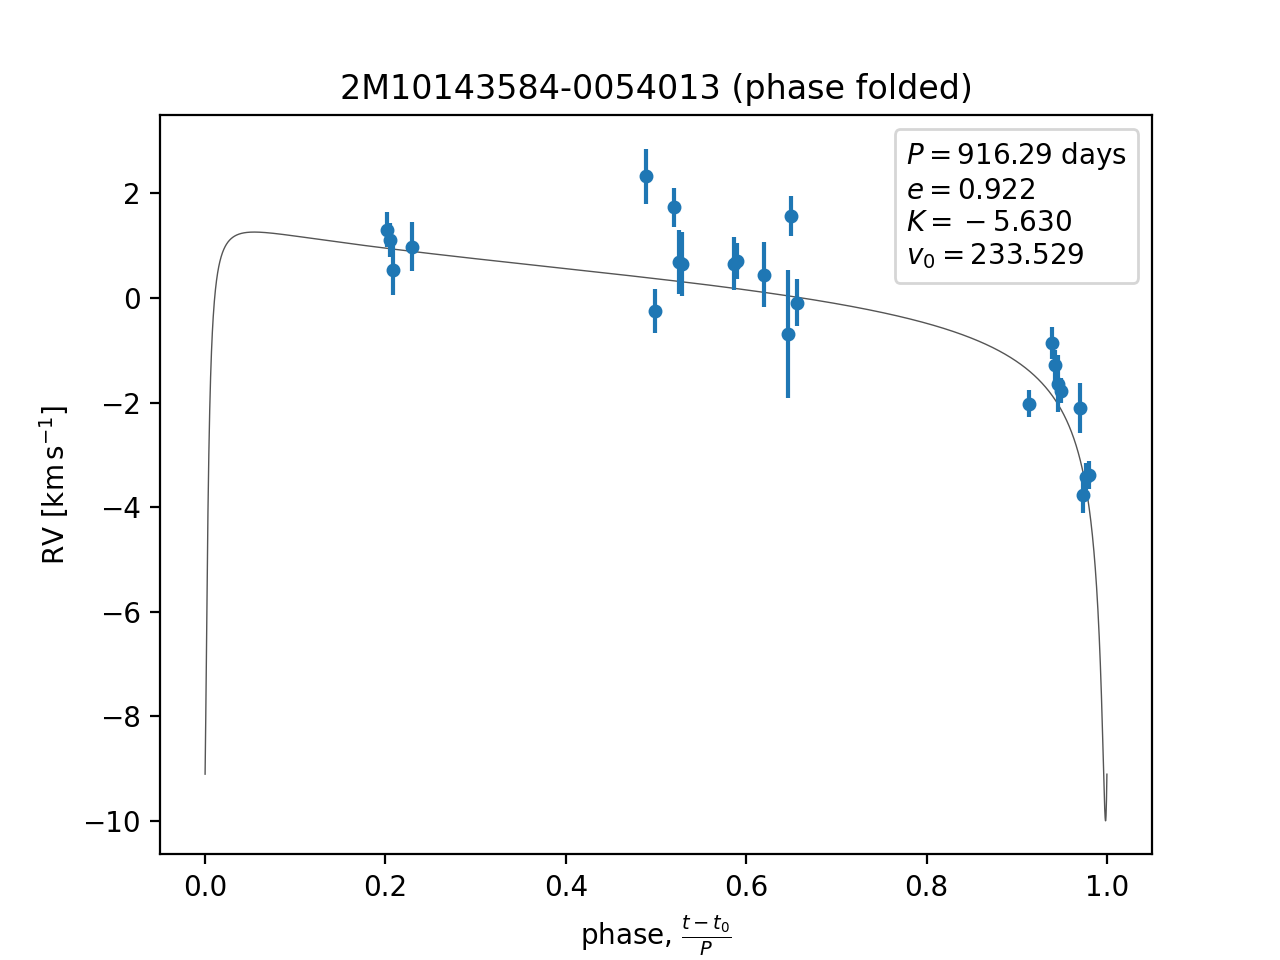 2M10143584-0054013 (phase folded)
P = 916.29 days
e = 0.922
K = −5.630
v₀ = 233.529
2
0
−2
−4
−6
−8
−10
RV [km s⁻¹]
0.0 0.2 0.4 0.6 0.8 1.0
phase, (t − t₀)/P